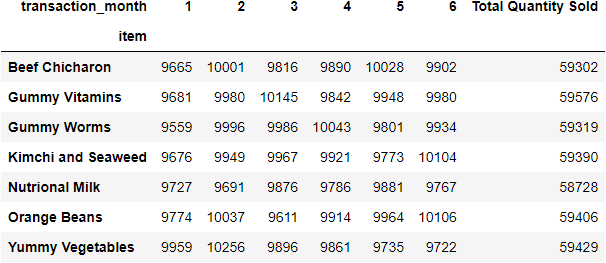 transaction_month 1 2 3 4 5 6 Total Quantity Sold
item
Beef Chicharon 9665 10001 9816 9890 10028 9902 59302
Gummy Vitamins 9681 9980 10145 9842 9948 9980 59576
Gummy Worms 9559 9996 9986 10043 9801 9934 59319
Kimchi and Seaweed 9676 9949 9967 9921 9773 10104 59390
Nutrional Milk 9727 9691 9876 9786 9881 9767 58728
Orange Beans 9774 10037 9611 9914 9964 10106 59406
Yummy Vegetables 9959 10256 9896 9861 9735 9722 59429